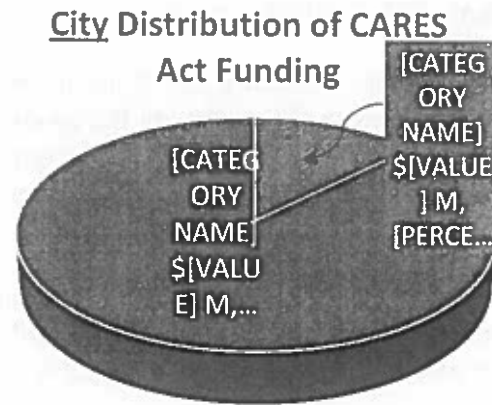 City Distribution of CARES
Act Funding
[CATEG
ORY
NAME]
$[VALUE
] M,
[PERCE...
[CATEG
ORY
NAME]
$[VALU
E] M,...